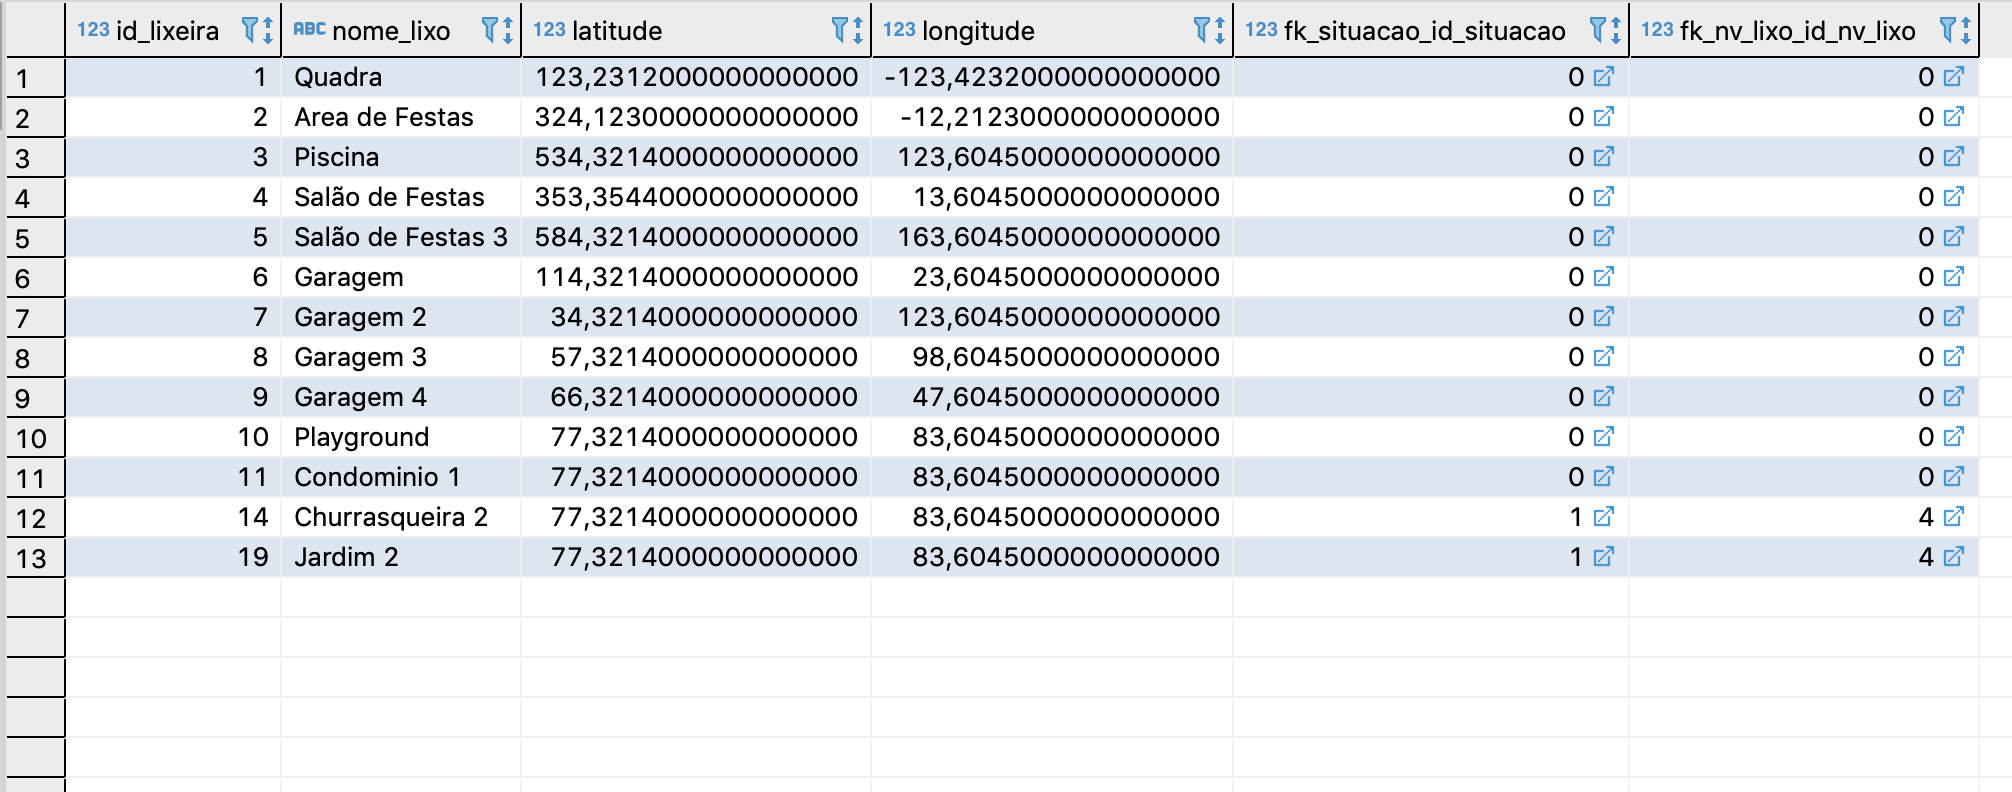 123 id_lixeira ABC nome_lixo 123 latitude 123 longitude 123 fk_situacao_id_situacao 123 fk_nv_lixo_id_nv_lixo
1 1 Quadra 123,2312000000000000 -123,4232000000000000 0 0
2 2 Area de Festas 324,1230000000000000 -12,2123000000000000 0 0
3 3 Piscina 534,3214000000000000 123,6045000000000000 0 0
4 4 Salão de Festas 353,3544000000000000 13,6045000000000000 0 0
5 5 Salão de Festas 3 584,3214000000000000 163,6045000000000000 0 0
6 6 Garagem 114,3214000000000000 23,6045000000000000 0 0
7 7 Garagem 2 34,3214000000000000 123,6045000000000000 0 0
8 8 Garagem 3 57,3214000000000000 98,6045000000000000 0 0
9 9 Garagem 4 66,3214000000000000 47,6045000000000000 0 0
10 10 Playground 77,3214000000000000 83,6045000000000000 0 0
11 11 Condominio 1 77,3214000000000000 83,6045000000000000 0 0
12 14 Churrasqueira 2 77,3214000000000000 83,6045000000000000 1 4
13 19 Jardim 2 77,3214000000000000 83,6045000000000000 1 4